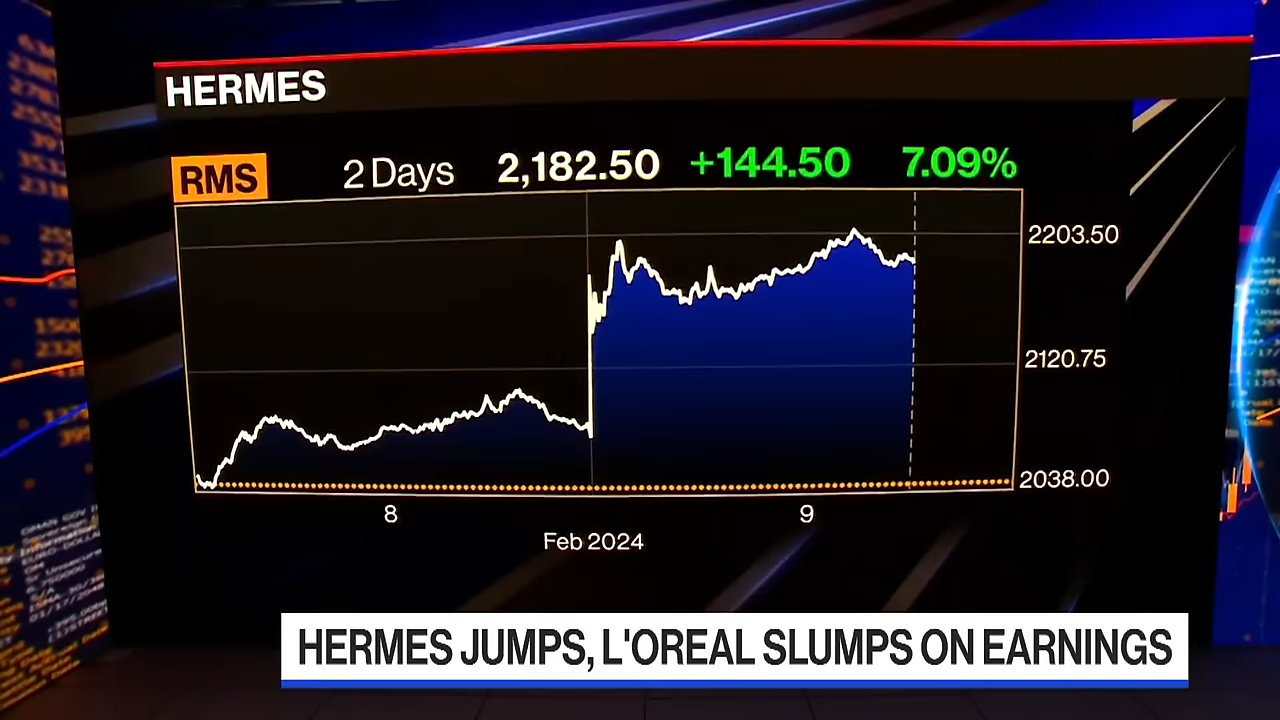 HERMES
RMS 2 Days 2,182.50 +144.50 7.09%
2203.50
2120.75
2038.00
8 9
Feb 2024
HERMES JUMPS, L'OREAL SLUMPS ON EARNINGS